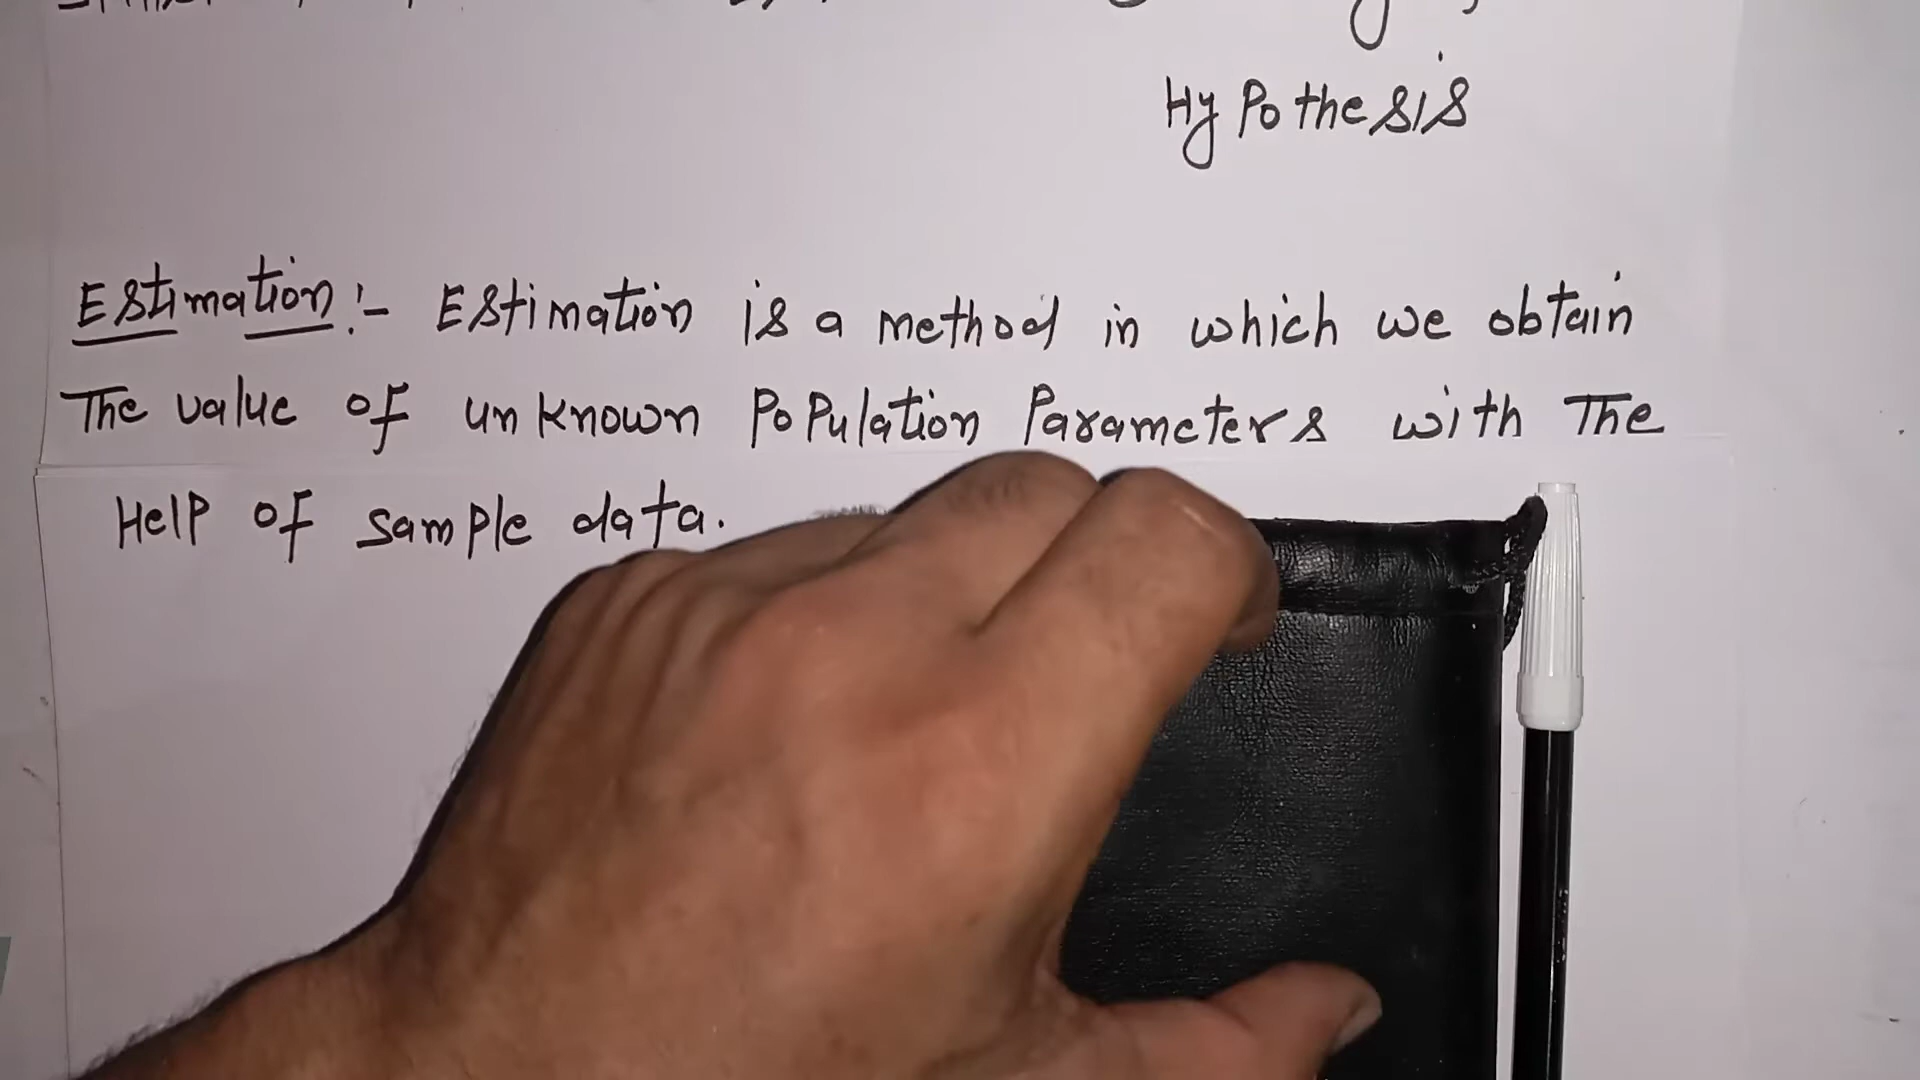 Hypothesis
Estimation:- Estimation is a method in which we obtain
The value of unknown Population Parameters with The
Help of sample data.